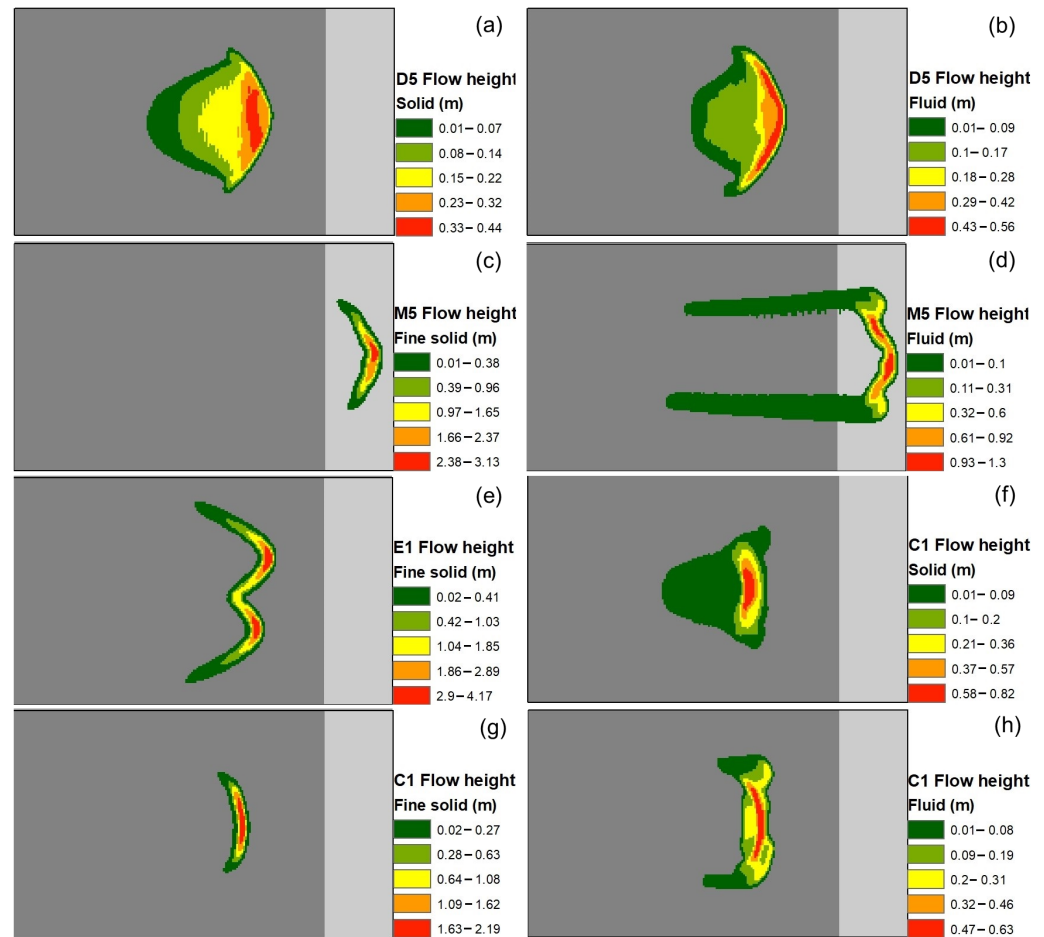 (a)
D5 Flow height
Solid (m)
0.01–0.07
0.08–0.14
0.15–0.22
0.23–0.32
0.33–0.44
(b)
D5 Flow height
Fluid (m)
0.01–0.09
0.1–0.17
0.18–0.28
0.29–0.42
0.43–0.56
(c)
M5 Flow height
Fine solid (m)
0.01–0.38
0.39–0.96
0.97–1.65
1.66–2.37
2.38–3.13
(d)
M5 Flow height
Fluid (m)
0.01–0.1
0.11–0.31
0.32–0.6
0.61–0.92
0.93–1.3
(e)
E1 Flow height
Fine solid (m)
0.02–0.41
0.42–1.03
1.04–1.85
1.86–2.89
2.9–4.17
(f)
C1 Flow height
Solid (m)
0.01–0.09
0.1–0.2
0.21–0.36
0.37–0.57
0.58–0.82
(g)
C1 Flow height
Fine solid (m)
0.02–0.27
0.28–0.63
0.64–1.08
1.09–1.62
1.63–2.19
(h)
C1 Flow height
Fluid (m)
0.01–0.08
0.09–0.19
0.2–0.31
0.32–0.46
0.47–0.63